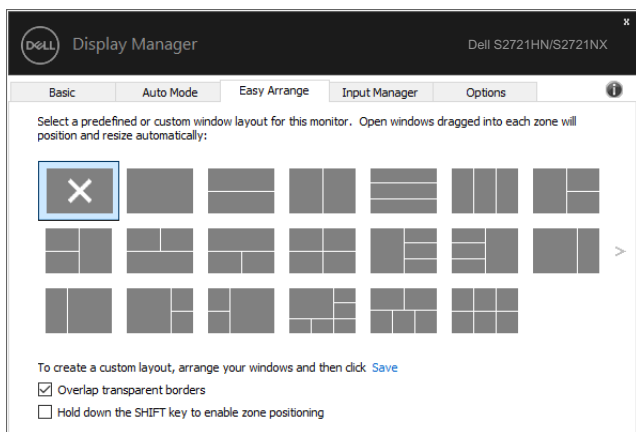 x
DELL Display Manager Dell S2721HN/S2721NX
Basic Auto Mode Easy Arrange Input Manager Options i
Select a predefined or custom window layout for this monitor. Open windows dragged into each zone will
position and resize automatically:
>
To create a custom layout, arrange your windows and then click Save
Overlap transparent borders
Hold down the SHIFT key to enable zone positioning